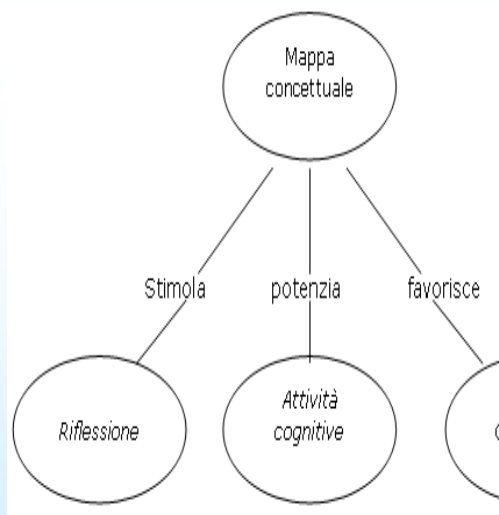 Mappa
concettuale
Stimola
potenzia
favorisce
Riflessione
Attività
cognitive